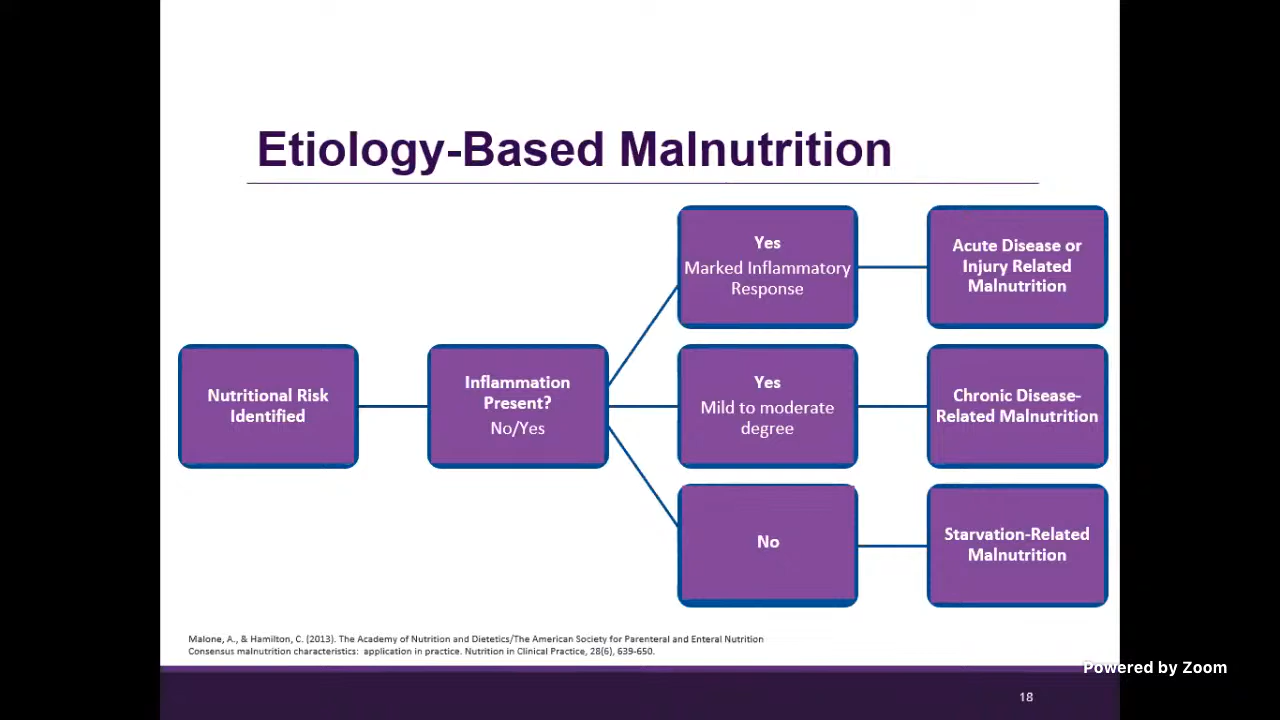 Etiology-Based Malnutrition
Nutritional Risk
Identified
Inflammation
Present?
No/Yes
Yes
Marked Inflammatory
Response
Acute Disease or
Injury Related
Malnutrition
Yes
Mild to moderate
degree
Chronic Disease-
Related Malnutrition
No
Starvation-Related
Malnutrition
Malone, A., & Hamilton, C. (2013). The Academy of Nutrition and Dietetics/The American Society for Parenteral and Enteral Nutrition
Consensus malnutrition characteristics: application in practice. Nutrition in Clinical Practice, 28(6), 639-650.
Powered by Zoom
18